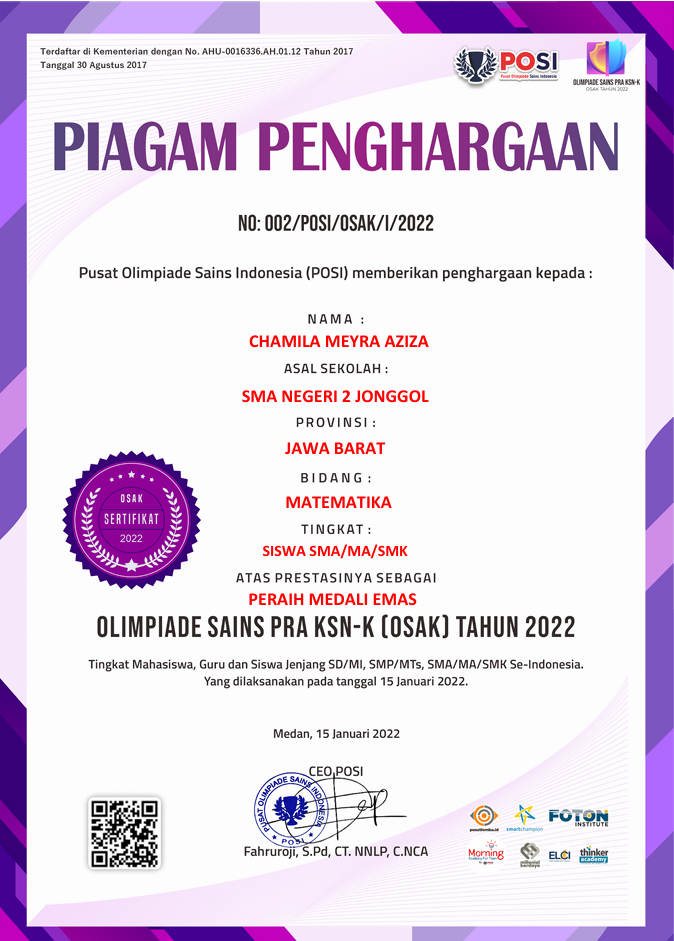 Terdaftar di Kementerian dengan No. AHU-0016336.AH.01.12 Tahun 2017
Tanggal 30 Agustus 2017
POSI
Pusat Olimpiade Sains Indonesia
OLIMPIADE SAINS PRA KSN-K
OSAK TAHUN 2022
PIAGAM PENGHARGAAN
NO: 002/POSI/OSAK/I/2022
Pusat Olimpiade Sains Indonesia (POSI) memberikan penghargaan kepada :
NAMA :
CHAMILA MEYRA AZIZA
ASAL SEKOLAH :
SMA NEGERI 2 JONGGOL
PROVINSI :
JAWA BARAT
BIDANG :
MATEMATIKA
TINGKAT :
SISWA SMA/MA/SMK
ATAS PRESTASINYA SEBAGAI
PERAIH MEDALI EMAS
OSAK
SERTIFIKAT
2022
OLIMPIADE SAINS PRA KSN-K (OSAK) TAHUN 2022
Tingkat Mahasiswa, Guru dan Siswa Jenjang SD/MI, SMP/MTs, SMA/MA/SMK Se-Indonesia.
Yang dilaksanakan pada tanggal 15 Januari 2022.
Medan, 15 Januari 2022
CEO POSI
PUSAT OLIMPIADE SAINS INDONESIA
POSI
Fahruroji, S.Pd, CT. NNLP, C.NCA
posatlomba.id
smartchampion
FOTON
INSTITUTE
Morning
millenial
berdaya
ELCI
thinker
academy